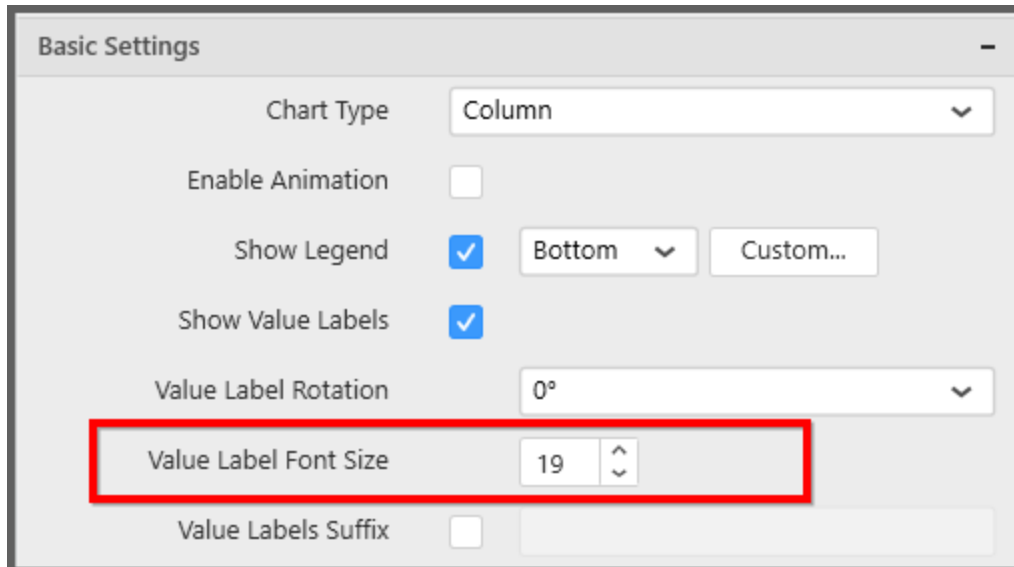 Basic Settings
Chart Type Column
Enable Animation
Show Legend Bottom Custom...
Show Value Labels
Value Label Rotation 0°
Value Label Font Size 19
Value Labels Suffix